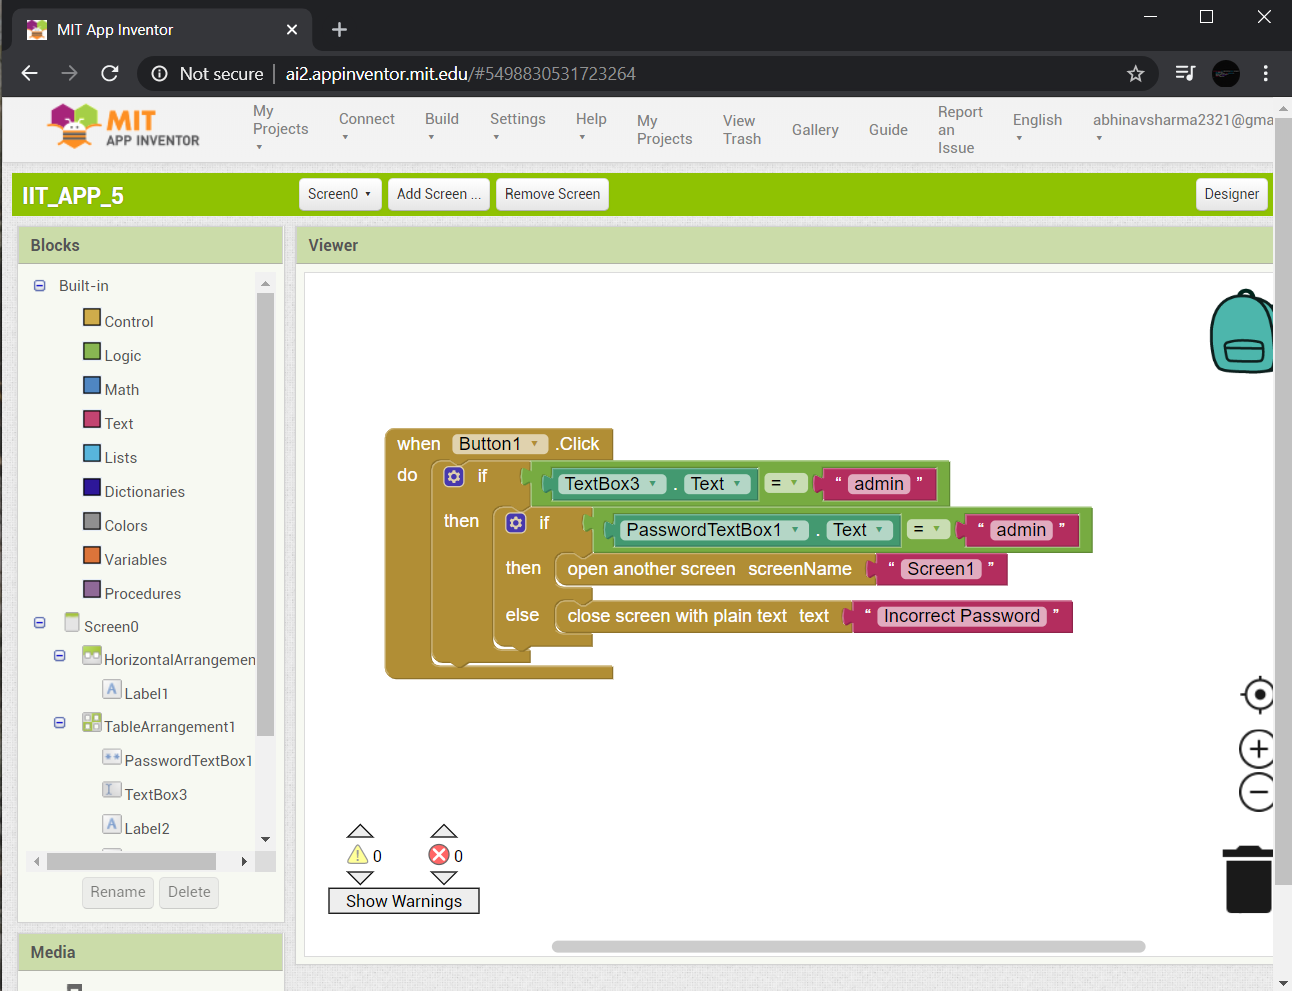 MIT App Inventor
Not secure
ai2.appinventor.mit.edu/#5498830531723264
MIT
APP INVENTOR
My Projects
Connect
Build
Settings
Help
My Projects
View Trash
Gallery
Guide
Report an Issue
English
abhinavsharma2321@gma
IIT_APP_5
Screen0
Add Screen ...
Remove Screen
Designer
Blocks
Viewer
Built-in
Control
Logic
Math
Text
Lists
Dictionaries
Colors
Variables
Procedures
Screen0
HorizontalArrangemen
Label1
TableArrangement1
PasswordTextBox1
TextBox3
Label2
Rename
Delete
Media
when Button1 .Click
do if TextBox3 . Text = “ admin ”
then if PasswordTextBox1 . Text = “ admin ”
then open another screen screenName “ Screen1 ”
else close screen with plain text text “ Incorrect Password ”
0 0
Show Warnings